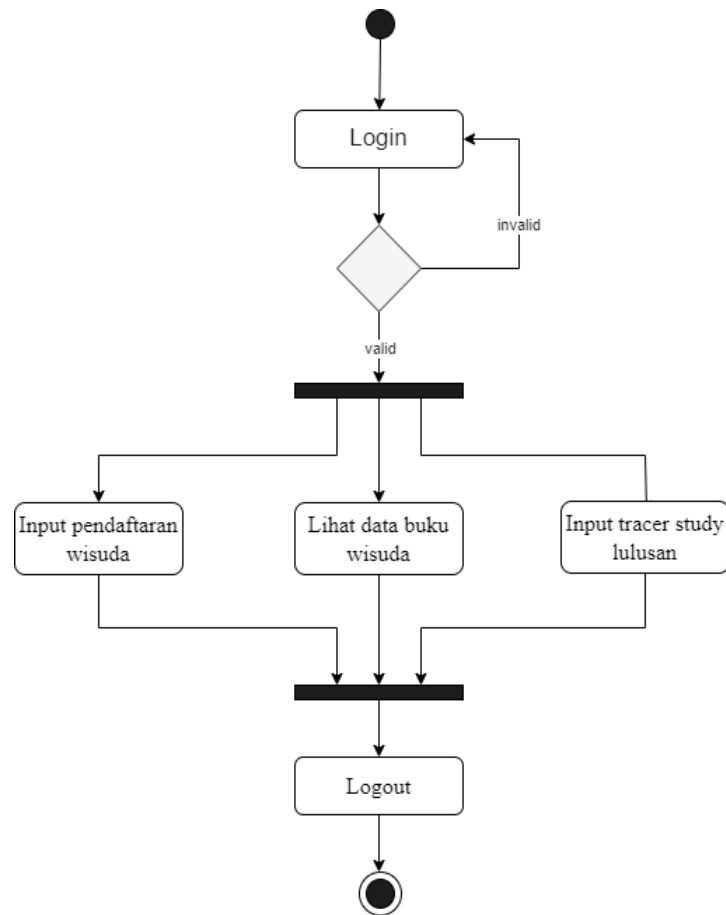 Login
invalid
valid
Input pendaftaran
wisuda
Lihat data buku
wisuda
Input tracer study
lulusan
Logout